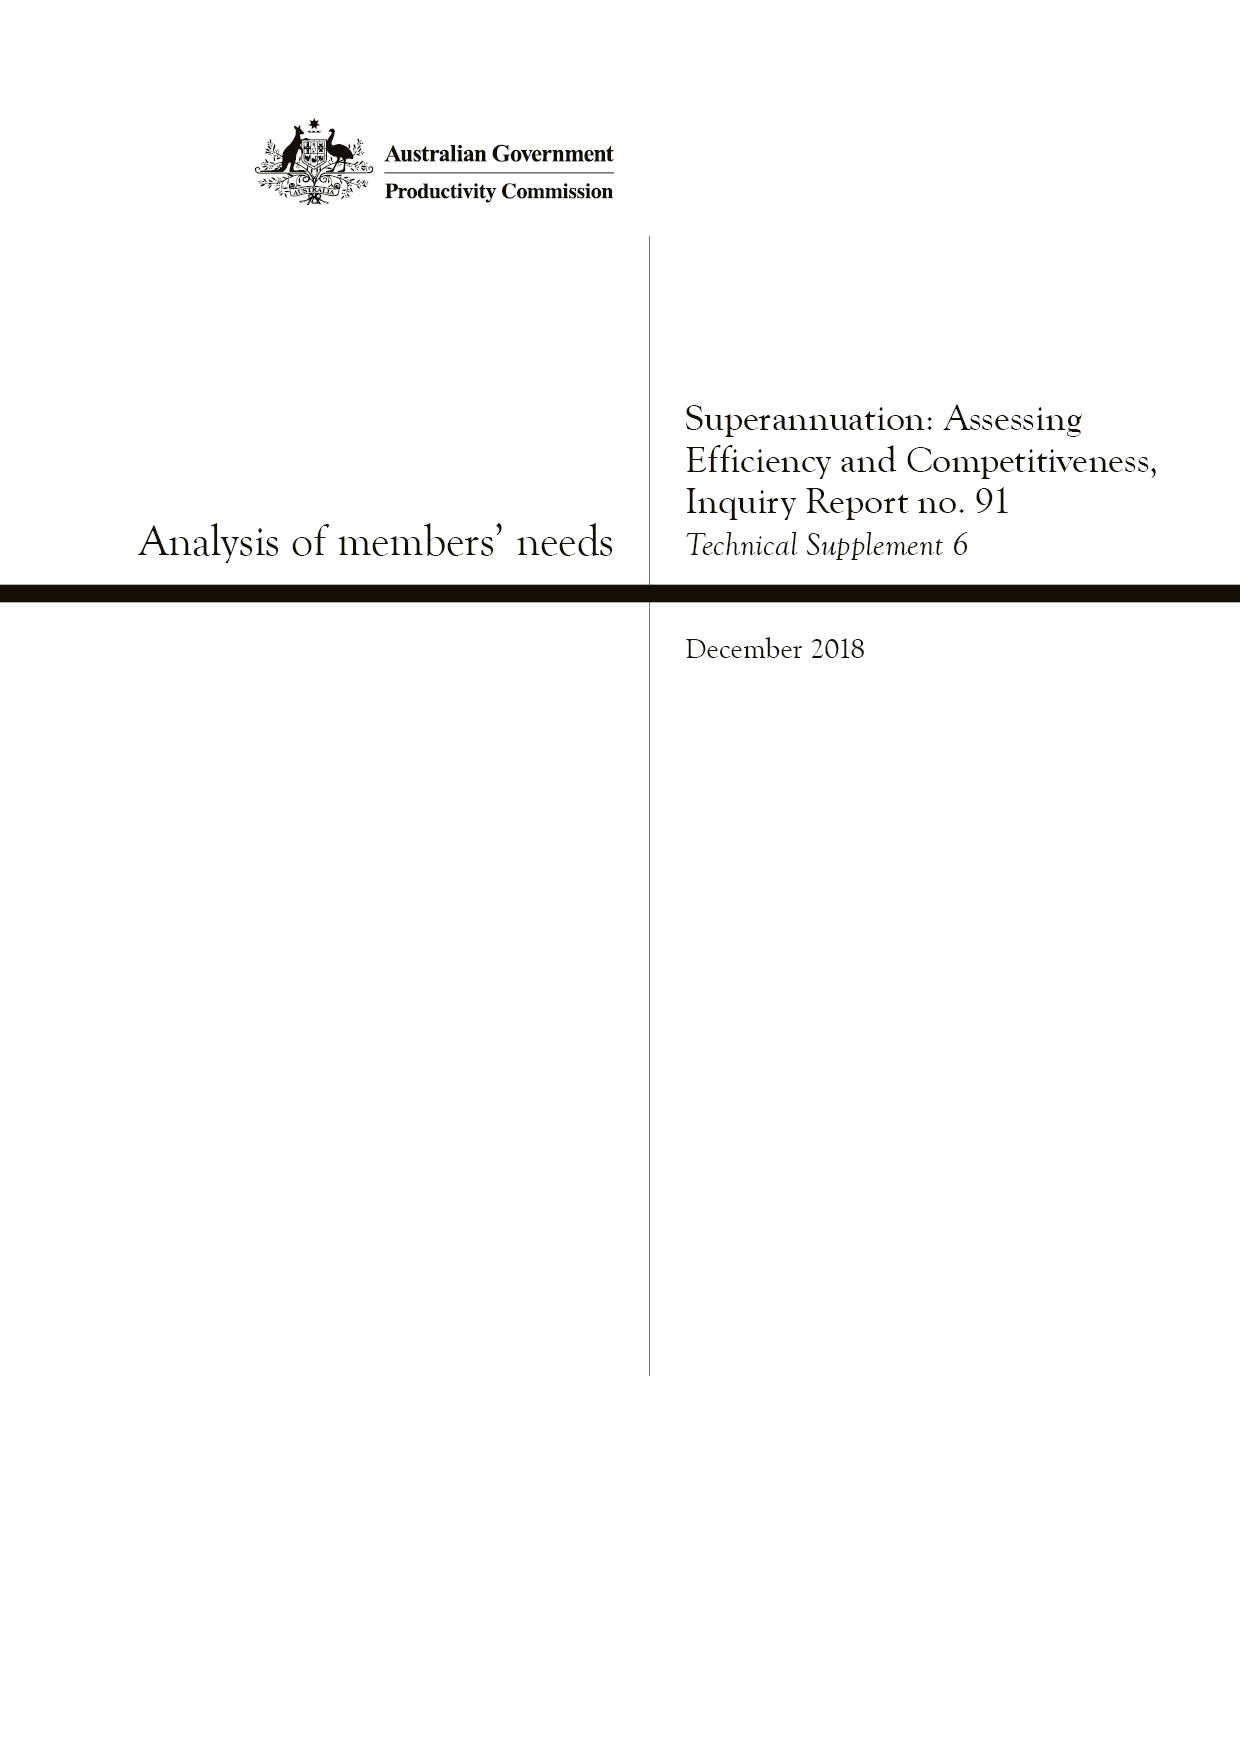 Australian Government
Productivity Commission
AUSTRALIA
Analysis of members’ needs
Superannuation: Assessing
Efficiency and Competitiveness,
Inquiry Report no. 91
Technical Supplement 6
December 2018